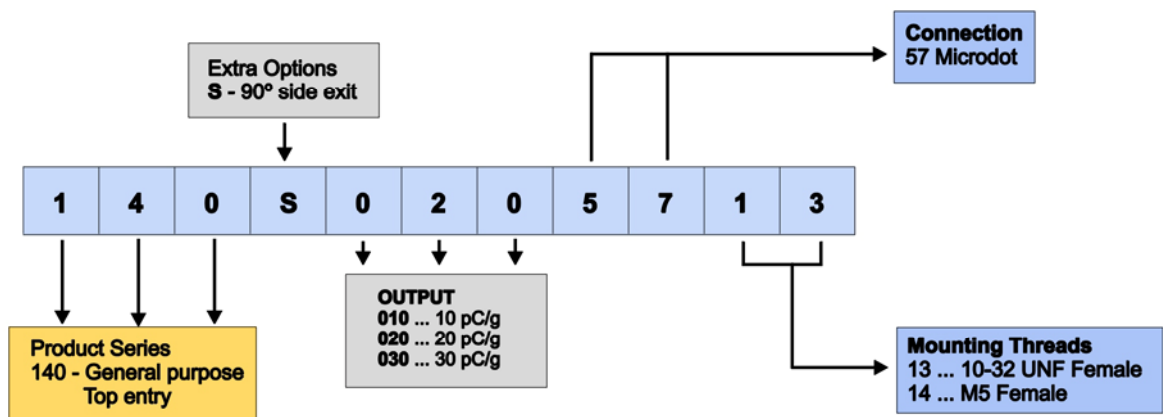 Connection
57 Microdot
Extra Options
S - 90º side exit
1 4 0 S 0 2 0 5 7 1 3
OUTPUT
010 ... 10 pC/g
020 ... 20 pC/g
030 ... 30 pC/g
Product Series
140 - General purpose
Top entry
Mounting Threads
13 ... 10-32 UNF Female
14 ... M5 Female